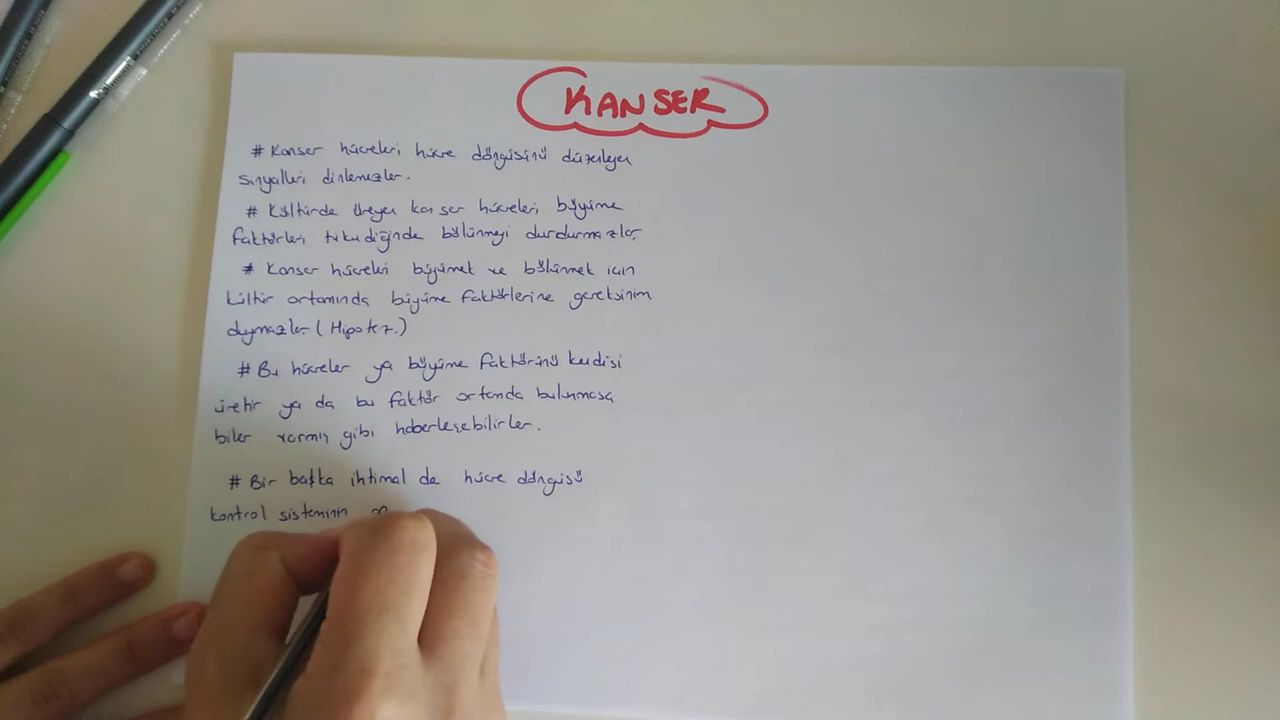 KANSER
# Kanser hücreleri hücre döngüsünü düzenleyen
sinyalleri dinlemezler.
# Kültürde üreyen kanser hücreleri, büyüme
faktörleri tükendiğinde bölünmeyi durdurmazlar.
# Kanser hücreleri büyümek ve bölünmek için
kültür ortamında büyüme faktörlerine gereksinim
duymazlar (Hipotez.)
# Bu hücreler ya büyüme faktörünü kendisi
üretir ya da bu faktör ortamda bulunmasa
biler varmış gibi haberleşebilirler.
# Bir başka ihtimal de hücre döngüsü
kontrol sisteminin